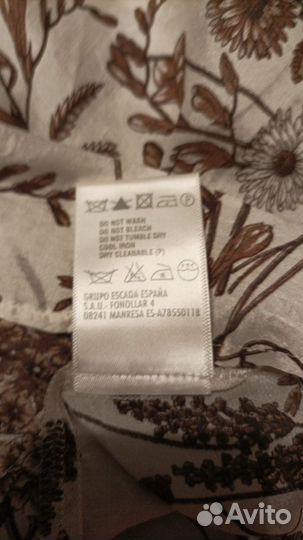 DO NOT WASH
DO NOT BLEACH
DO NOT TUMBLE DRY
COOL IRON
DRY CLEANABLE (P)
GRUPO ESCADA ESPAÑA
S.A.U.- FONOLLAR 4
08241 MANRESA ES-A78550118
Avito